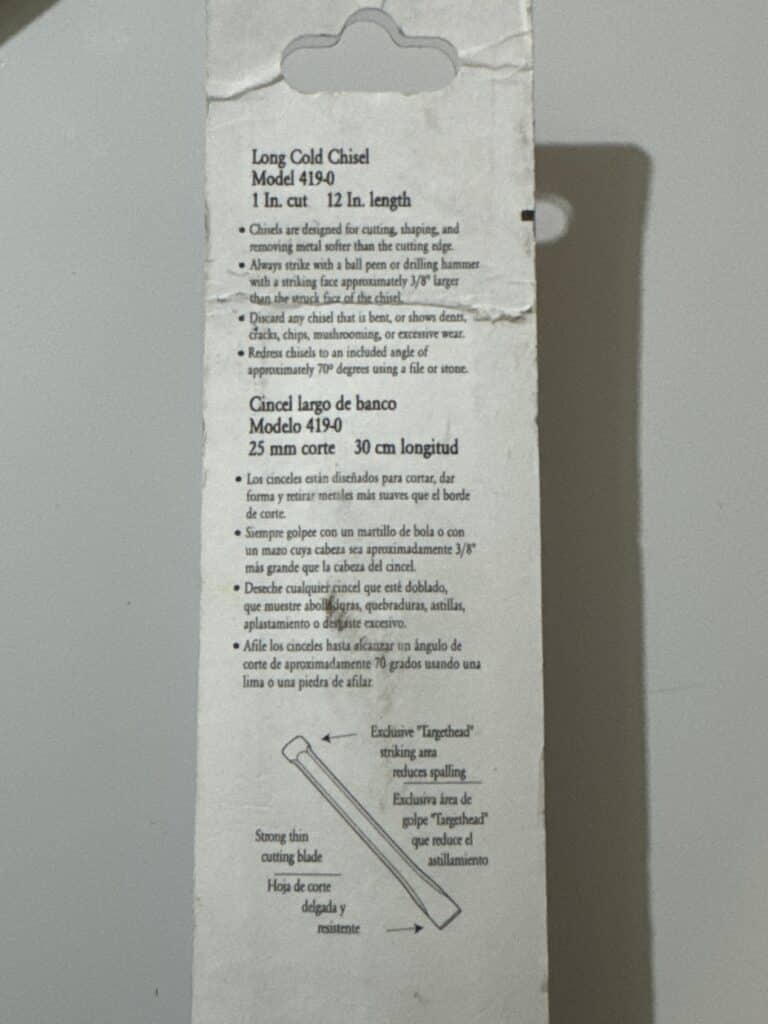 Long Cold Chisel
Model 419-0
1 In. cut 12 In. length
• Chisels are designed for cutting, shaping, and
removing metal softer than the cutting edge.
• Always strike with a ball peen or drilling hammer
with a striking face approximately 3/8" larger
than the struck face of the chisel.
• Discard any chisel that is bent, or shows dents,
cracks, chips, mushrooming, or excessive wear.
• Redress chisels to an included angle of
approximately 70º degrees using a file or stone.
Cincel largo de banco
Modelo 419-0
25 mm corte 30 cm longitud
• Los cinceles están diseñados para cortar, dar
forma y retirar metales más suaves que el borde
de corte.
• Siempre golpee con un martillo de bola o con
un mazo cuya cabeza sea aproximadamente 3/8"
más grande que la cabeza del cincel.
• Deseche cualquier cincel que esté doblado,
que muestre abolladuras, quebraduras, astillas,
aplastamiento o desgaste excesivo.
• Afile los cinceles hasta alcanzar un ángulo de
corte de aproximadamente 70 grados usando una
lima o una piedra de afilar.
Exclusive "Targethead"
striking area
reduces spalling
Exclusiva área de
golpe "Targethead"
que reduce el
astillamiento
Strong thin
cutting blade
Hoja de corte
delgada y
resistente